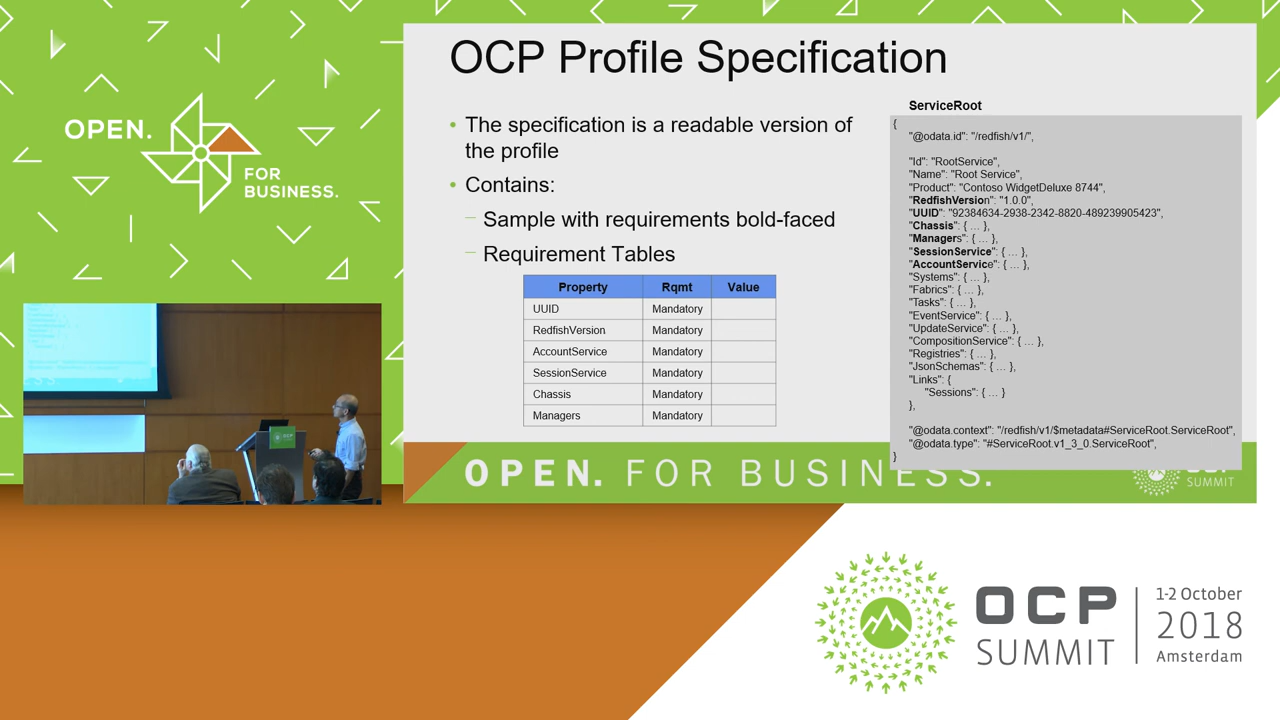 OPEN.
FOR
BUSINESS.
OCP Profile Specification
• The specification is a readable version of
the profile
• Contains:
– Sample with requirements bold-faced
– Requirement Tables
Property Rqmt Value
UUID Mandatory
RedfishVersion Mandatory
AccountService Mandatory
SessionService Mandatory
Chassis Mandatory
Managers Mandatory
ServiceRoot
{
"@odata.id": "/redfish/v1/",
"Id": "RootService",
"Name": "Root Service",
"Product": "Contoso WidgetDeluxe 8744",
"RedfishVersion": "1.0.0",
"UUID": "92384634-2938-2342-8820-489239905423",
"Chassis": { … },
"Managers": { … },
"SessionService": { … },
"AccountService": { … },
"Systems": { … },
"Fabrics": { … },
"Tasks": { … },
"EventService": { … },
"UpdateService": { … },
"CompositionService": { … },
"Registries": { … },
"JsonSchemas": { … },
"Links": {
"Sessions": { … }
},
"@odata.context": "/redfish/v1/$metadata#ServiceRoot.ServiceRoot",
"@odata.type": "#ServiceRoot.v1_3_0.ServiceRoot",
}
OPEN. FOR BUSINESS.
SUMMIT
OCP
OCP
SUMMIT
1-2 October
2018
Amsterdam